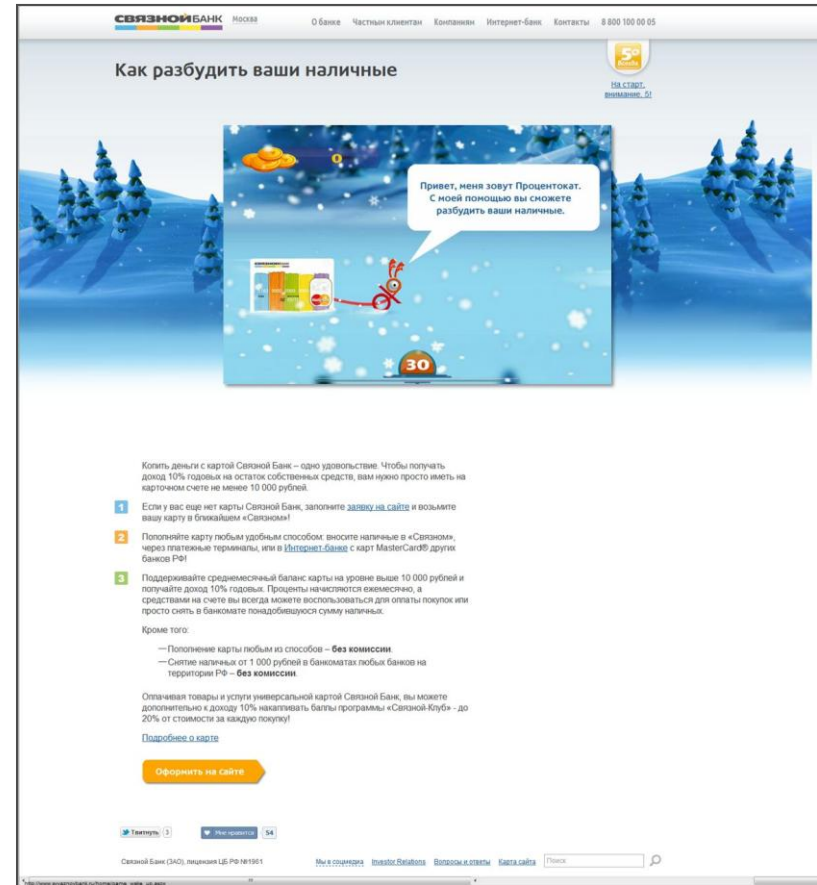 СВЯЗНОЙБАНК Москва
О банке Частным клиентам Компаниям Интернет-банк Контакты 8 800 100 00 05
Как разбудить ваши наличные
5
На старт,
внимание, 5!
0
Привет, меня зовут Процентокат.
С моей помощью вы сможете
разбудить ваши наличные.
30
Копить деньги с картой Связной Банк – одно удовольствие. Чтобы получать
доход 10% годовых на остаток собственных средств, вам нужно просто иметь на
карточном счете не менее 10 000 рублей.
1 Если у вас еще нет карты Связной Банк, заполните заявку на сайте и возьмите
вашу карту в ближайшем «Связном»!
2 Пополняйте карту любым удобным способом: вносите наличные в «Связном»,
через платежные терминалы, или в Интернет-банке с карт MasterCard® других
банков РФ!
3 Поддерживайте среднемесячный баланс карты на уровне выше 10 000 рублей и
получайте доход 10% годовых. Проценты начисляются ежемесячно, а
средствами на счете вы всегда можете воспользоваться для оплаты покупок или
просто снять в банкомате понадобившуюся сумму наличных.
Кроме того:
— Пополнение карты любым из способов – без комиссии.
— Снятие наличных от 1 000 рублей в банкоматах любых банков на
территории РФ – без комиссии.
Оплачивая товары и услуги универсальной картой Связной Банк, вы можете
дополнительно к доходу 10% накапливать баллы программы «Связной-Клуб» - до
20% от стоимости за каждую покупку!
Подробнее о карте
Оформить на сайте
Твитнуть 3 Мне нравится 54
Связной Банк (ЗАО), лицензия ЦБ РФ №1961
Мы в соцмедиа Investor Relations Вопросы и ответы Карта сайта Поиск